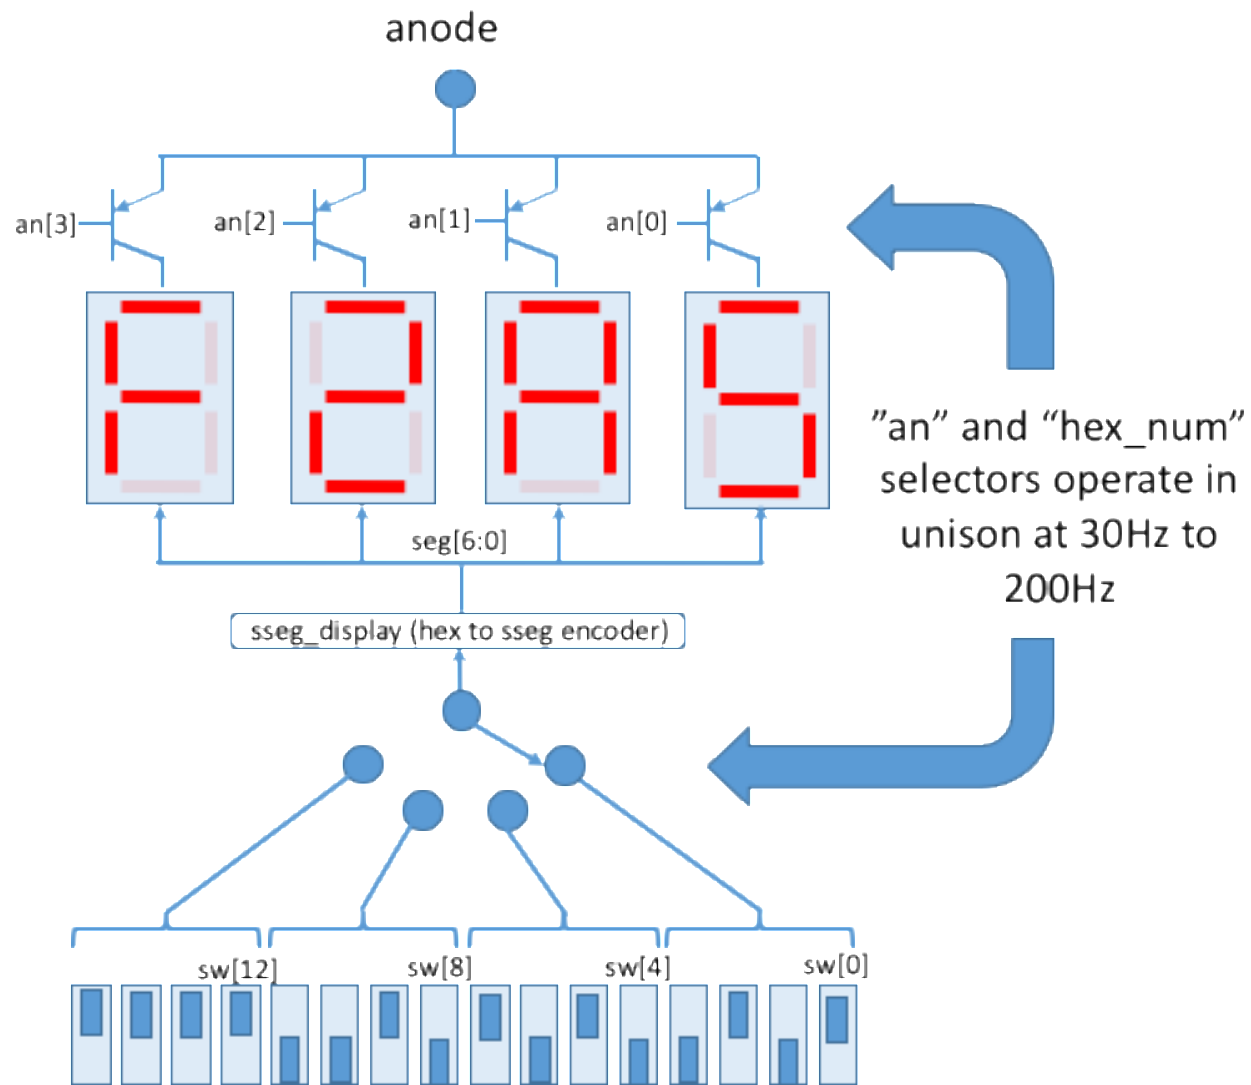 anode
an[3]
an[2]
an[1]
an[0]
”an” and “hex_num”
selectors operate in
unison at 30Hz to
200Hz
seg[6:0]
sseg_display (hex to sseg encoder)
sw[12]
sw[8]
sw[4]
sw[0]